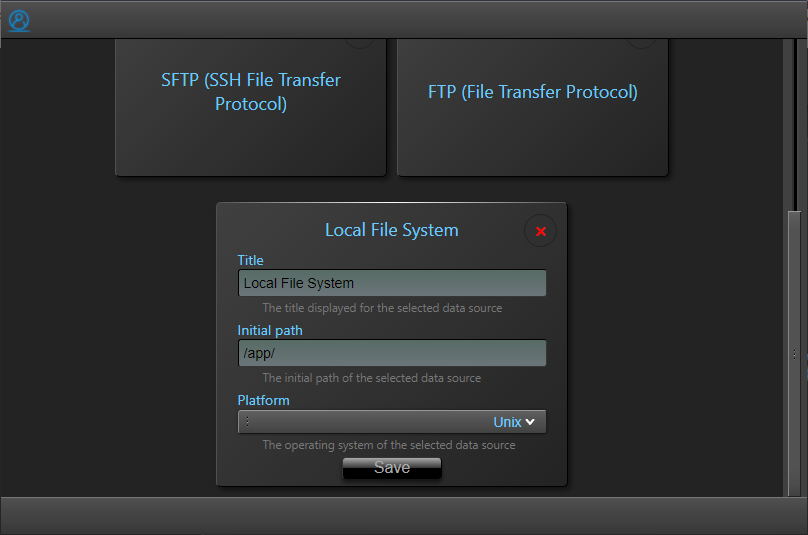 SFTP (SSH File Transfer
Protocol)
FTP (File Transfer Protocol)
Local File System
Title
Local File System
The title displayed for the selected data source
Initial path
/app/
The initial path of the selected data source
Platform
Unix
The operating system of the selected data source
Save